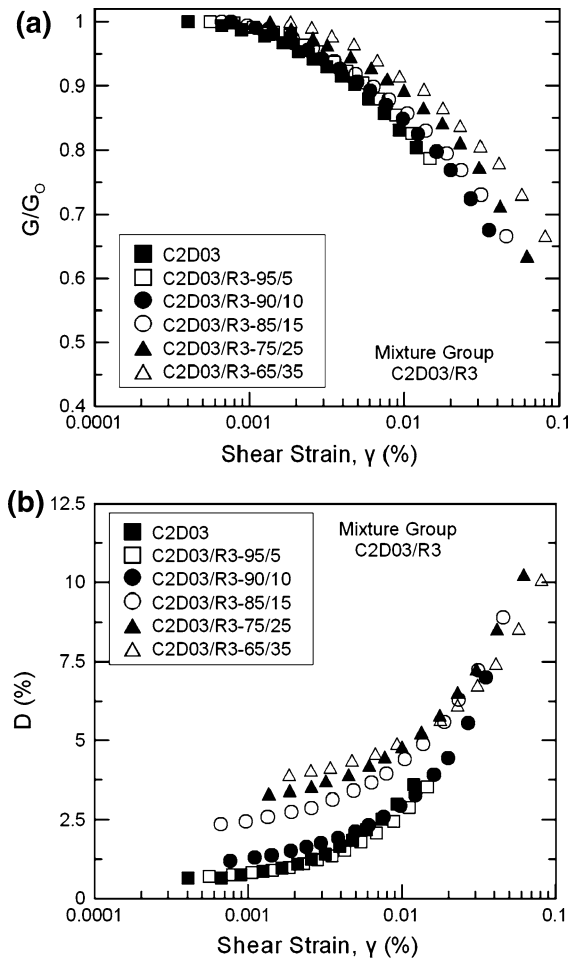 (a)
1
0.9
0.8
0.7
0.6
0.5
0.4
G/GO
C2D03
C2D03/R3-95/5
C2D03/R3-90/10
C2D03/R3-85/15
C2D03/R3-75/25
C2D03/R3-65/35
Mixture Group
C2D03/R3
0.0001
0.001
0.01
0.1
Shear Strain, γ (%)
(b)
12.5
10
7.5
5
2.5
0
D (%)
C2D03
C2D03/R3-95/5
C2D03/R3-90/10
C2D03/R3-85/15
C2D03/R3-75/25
C2D03/R3-65/35
Mixture Group
C2D03/R3
0.0001
0.001
0.01
0.1
Shear Strain, γ (%)